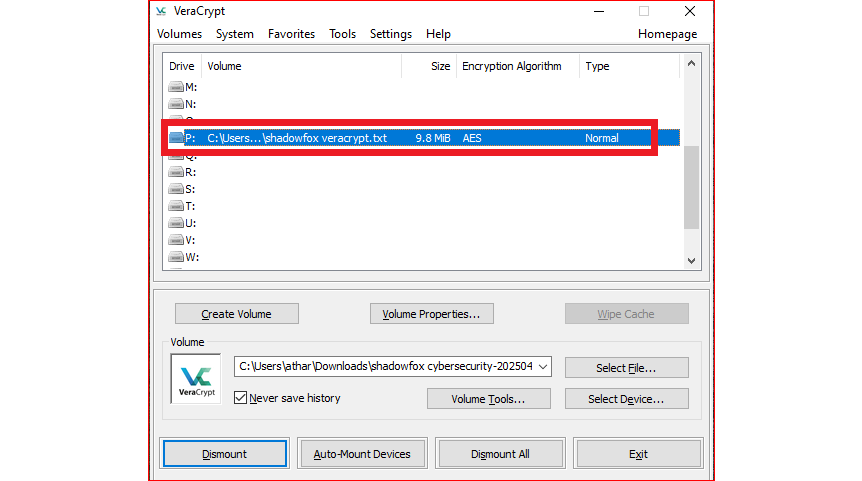 VeraCrypt
Volumes System Favorites Tools Settings Help Homepage
Drive Volume Size Encryption Algorithm Type
M:
N:
P: C:\Users...\shadowfox veracrypt.txt 9.8 MiB AES Normal
Q:
R:
S:
T:
U:
V:
W:
Create Volume Volume Properties... Wipe Cache
Volume
C:\Users\athar\Downloads\shadowfox cybersecurity-202504 Select File...
VeraCrypt
Never save history Volume Tools... Select Device...
Dismount Auto-Mount Devices Dismount All Exit